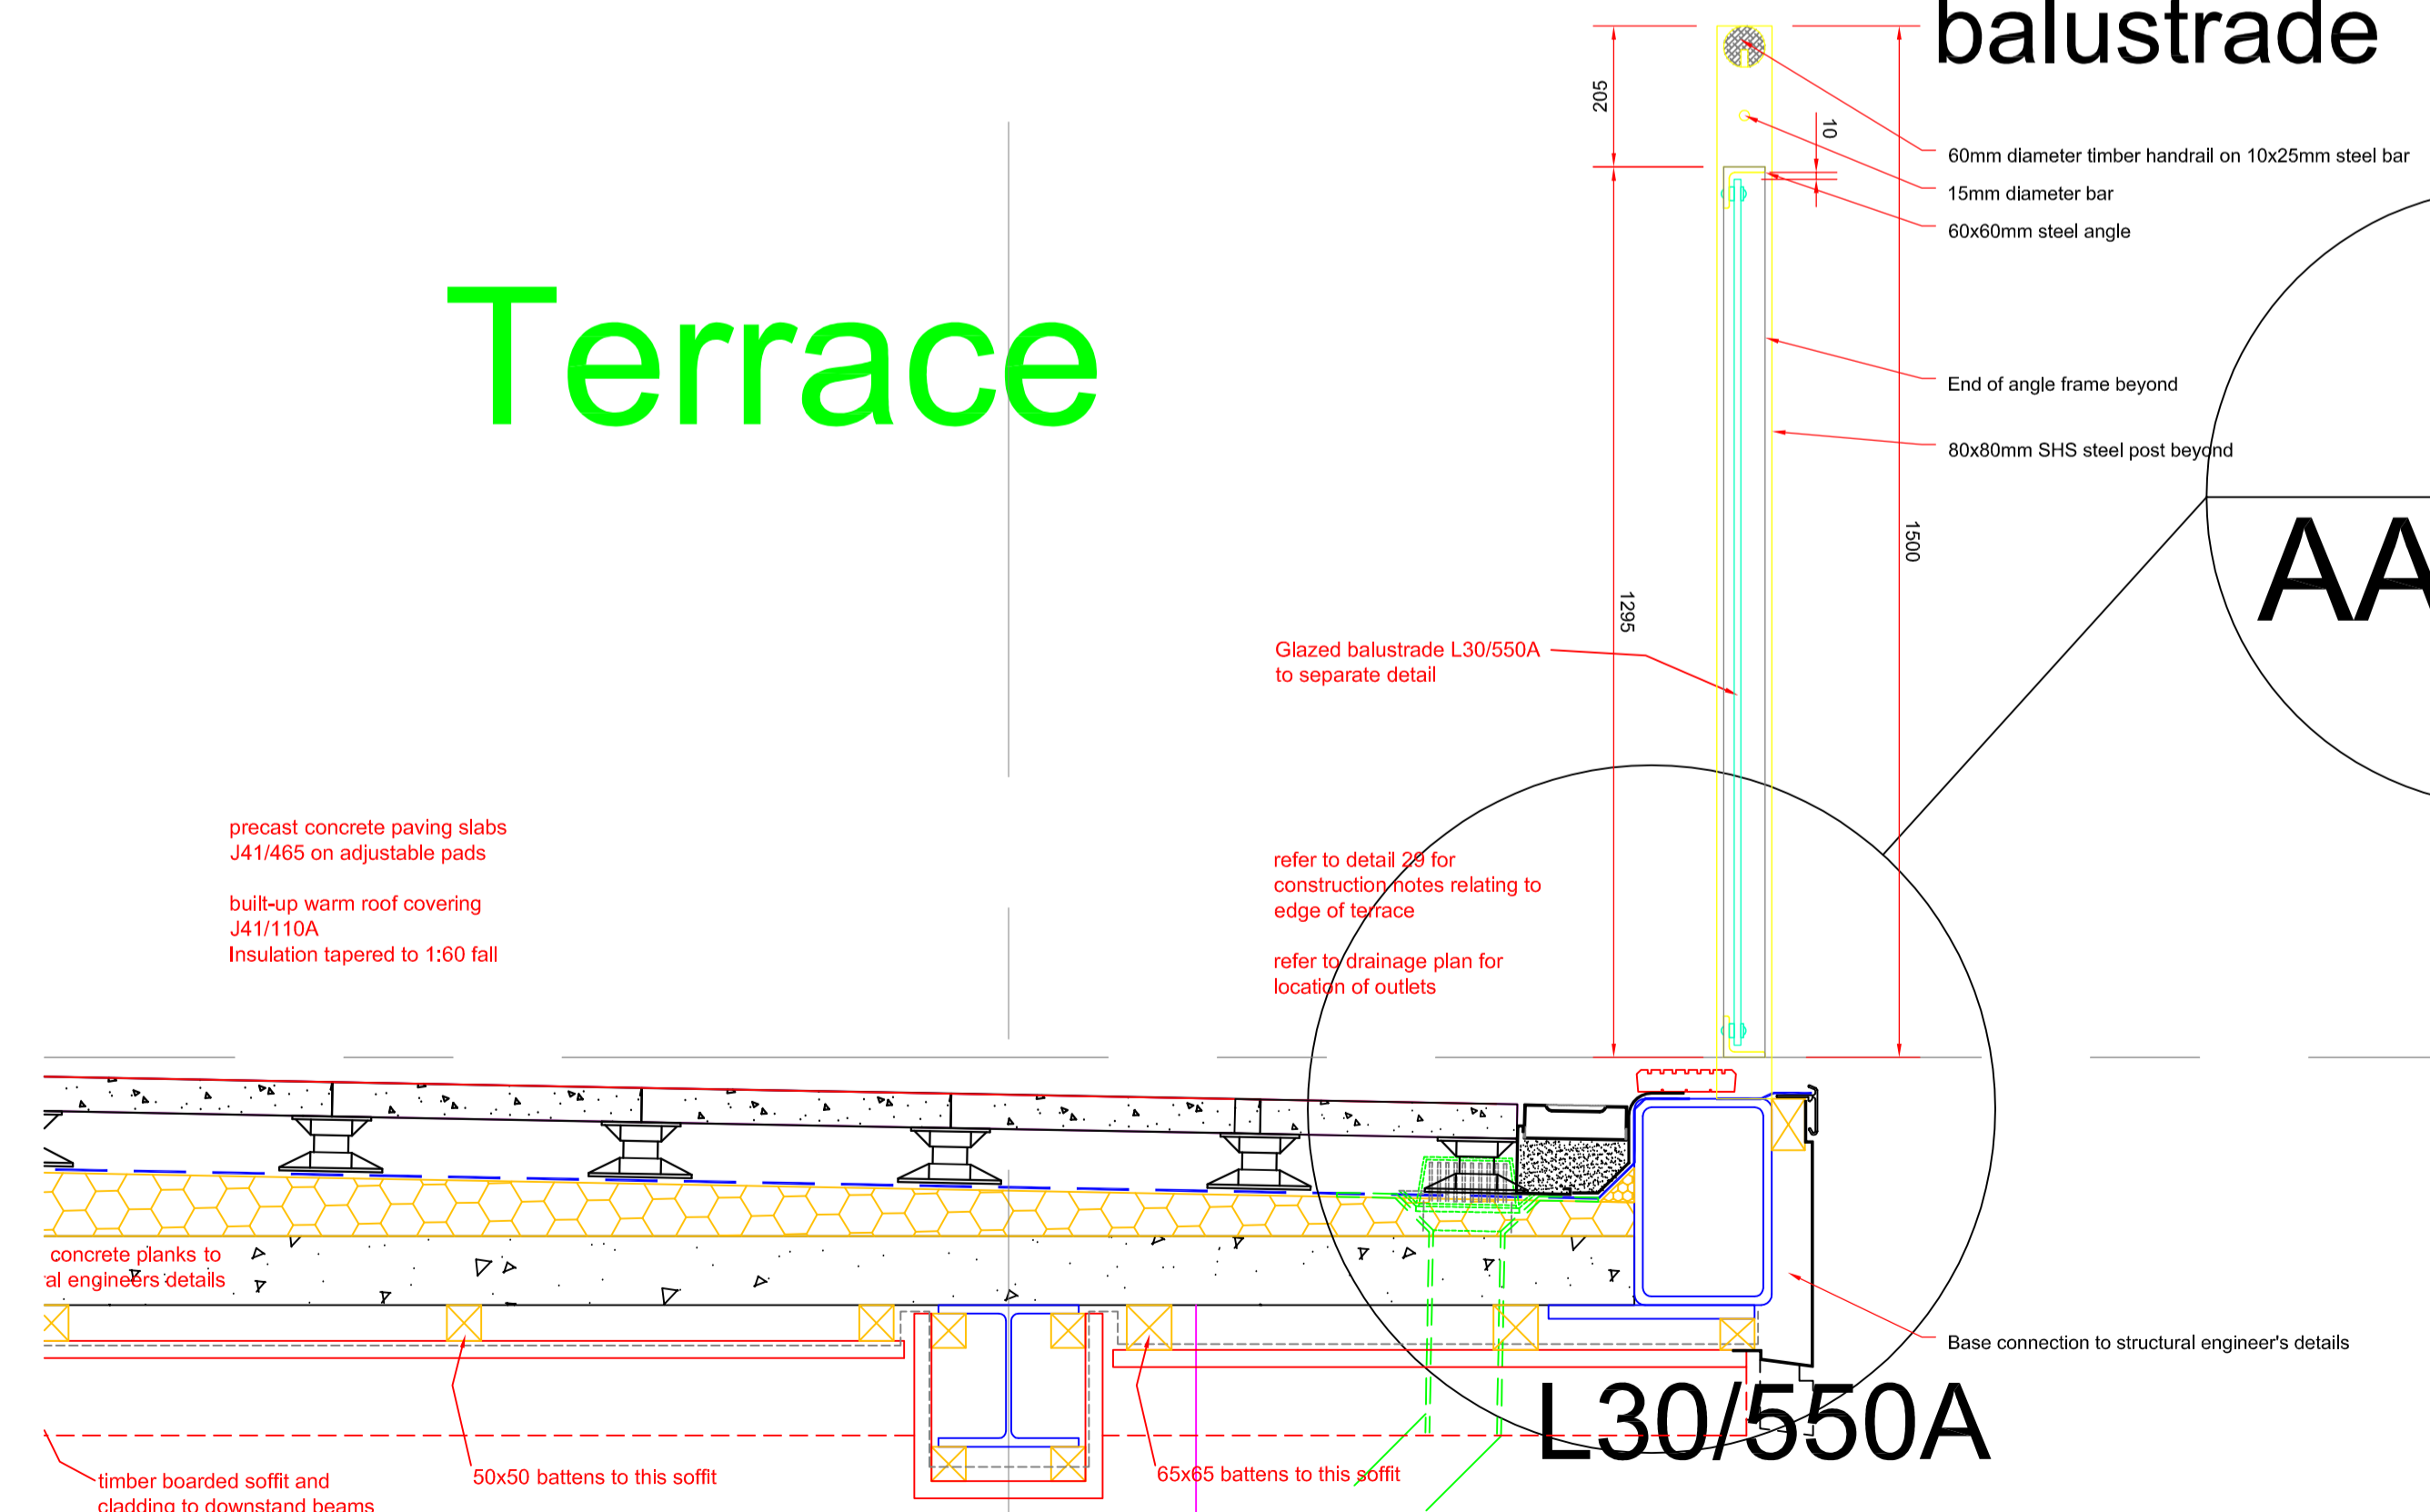 balustrade
205
10
60mm diameter timber handrail on 10x25mm steel bar
15mm diameter bar
60x60mm steel angle
Terrace
End of angle frame beyond
80x80mm SHS steel post beyond
1500
AA
1295
Glazed balustrade L30/550A
to separate detail
precast concrete paving slabs
J41/465 on adjustable pads
built-up warm roof covering
J41/110A
Insulation tapered to 1:60 fall
refer to detail 29 for
construction notes relating to
edge of terrace
refer to drainage plan for
location of outlets
concrete planks to
al engineers details
Base connection to structural engineer's details
L30/550A
50x50 battens to this soffit
65x65 battens to this soffit
timber boarded soffit and
cladding to downstand beams